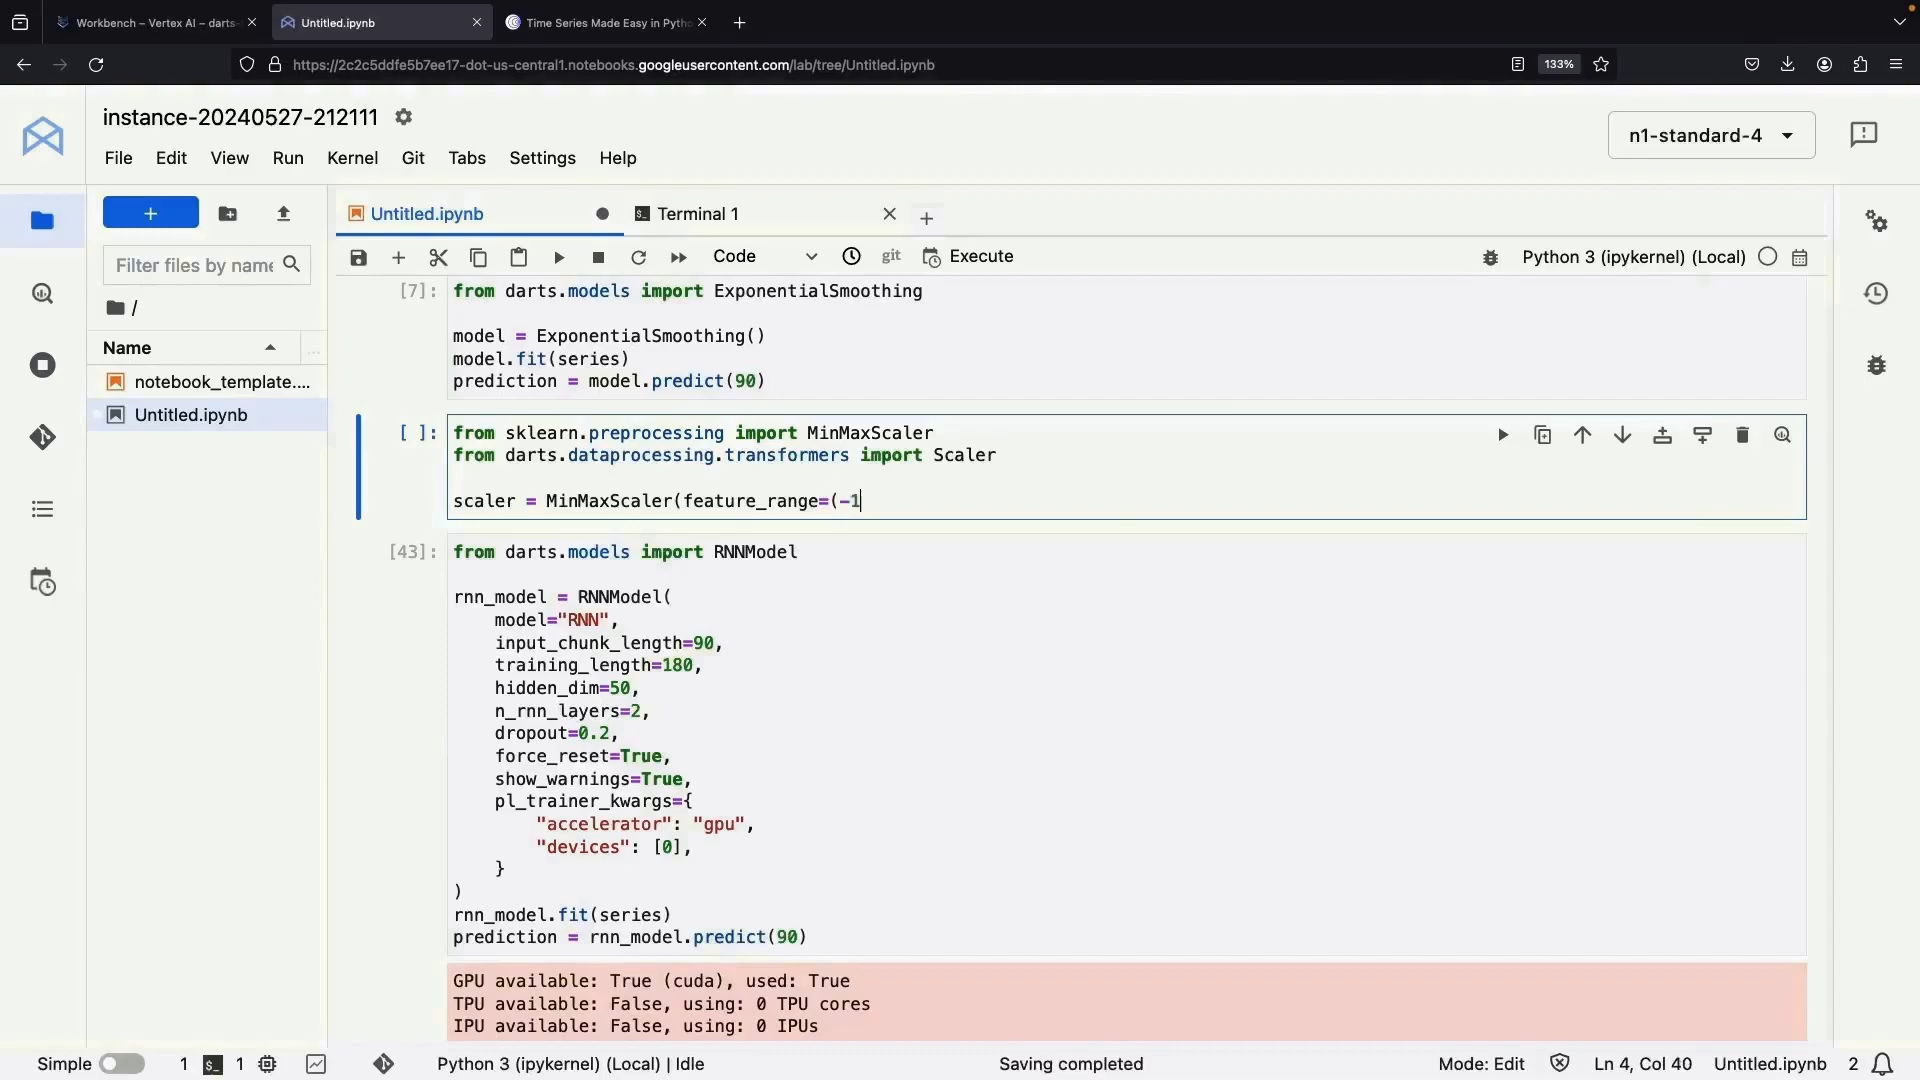 Workbench – Vertex AI – darts-
Untitled.ipynb
Time Series Made Easy in Pytho
https://2c2c5ddfe5b7ee17-dot-us-central1.notebooks.googleusercontent.com/lab/tree/Untitled.ipynb
133%
instance-20240527-212111
n1-standard-4
File Edit View Run Kernel Git Tabs Settings Help
Untitled.ipynb
Terminal 1
Code
git
Execute
Python 3 (ipykernel) (Local)
Filter files by name
/
Name
notebook_template....
Untitled.ipynb
[7]:
from darts.models import ExponentialSmoothing
model = ExponentialSmoothing()
model.fit(series)
prediction = model.predict(90)
[ ]:
from sklearn.preprocessing import MinMaxScaler
from darts.dataprocessing.transformers import Scaler
scaler = MinMaxScaler(feature_range=(-1
[43]:
from darts.models import RNNModel
rnn_model = RNNModel(
model="RNN",
input_chunk_length=90,
training_length=180,
hidden_dim=50,
n_rnn_layers=2,
dropout=0.2,
force_reset=True,
show_warnings=True,
pl_trainer_kwargs={
"accelerator": "gpu",
"devices": [0],
}
)
rnn_model.fit(series)
prediction = rnn_model.predict(90)
GPU available: True (cuda), used: True
TPU available: False, using: 0 TPU cores
IPU available: False, using: 0 IPUs
Simple
1
1
Python 3 (ipykernel) (Local) | Idle
Saving completed
Mode: Edit
Ln 4, Col 40
Untitled.ipynb
2